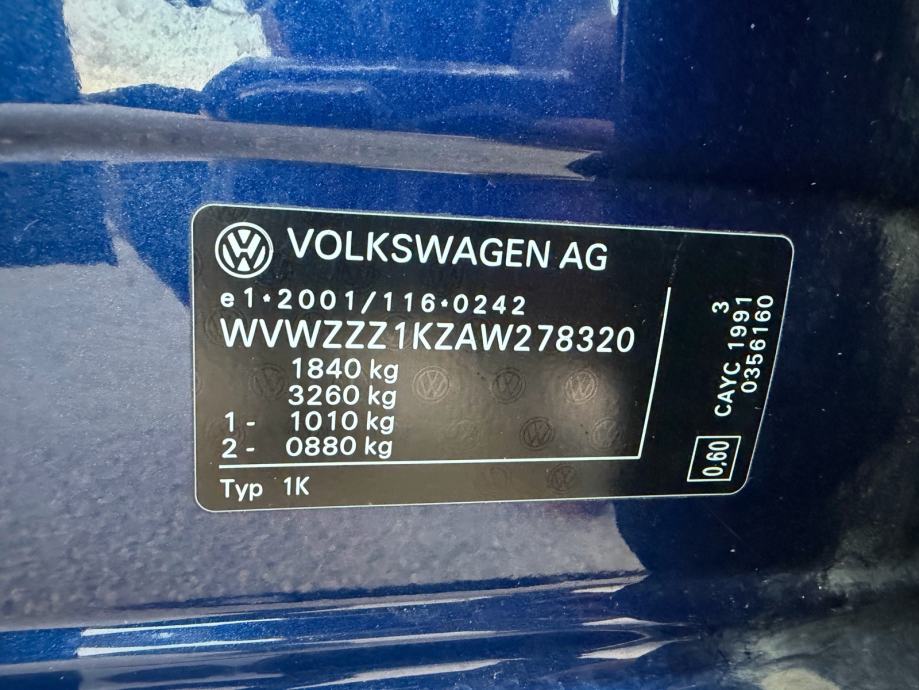 VOLKSWAGEN AG
e1*2001/116*0242
WVWZZZ1KZAW278320
1840 kg
3260 kg
1- 1010 kg
2- 0880 kg
Typ 1K
3
CAYC 1991
0356160
0,60